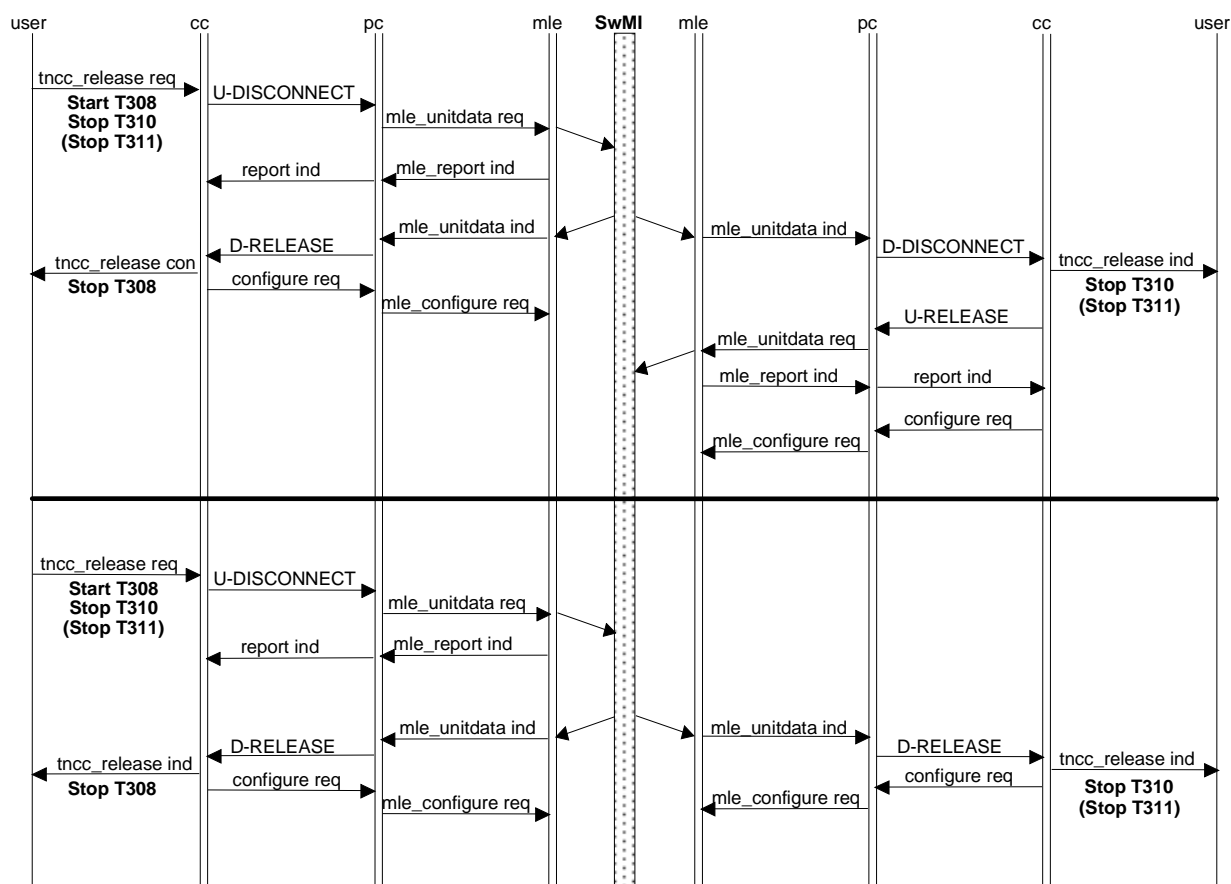 user cc pc mle SwMI mle pc cc user
tncc_release req
Start T308
Stop T310
(Stop T311)
U-DISCONNECT
mle_unitdata req
report ind
mle_report ind
mle_unitdata ind
mle_unitdata ind
D-RELEASE
D-DISCONNECT
tncc_release con
Stop T308
tncc_release ind
Stop T310
(Stop T311)
configure req
mle_configure req
U-RELEASE
mle_unitdata req
mle_report ind
report ind
configure req
mle_configure req
tncc_release req
Start T308
Stop T310
(Stop T311)
U-DISCONNECT
mle_unitdata req
report ind
mle_report ind
mle_unitdata ind
mle_unitdata ind
D-RELEASE
D-RELEASE
tncc_release ind
Stop T308
tncc_release ind
Stop T310
(Stop T311)
configure req
configure req
mle_configure req
mle_configure req